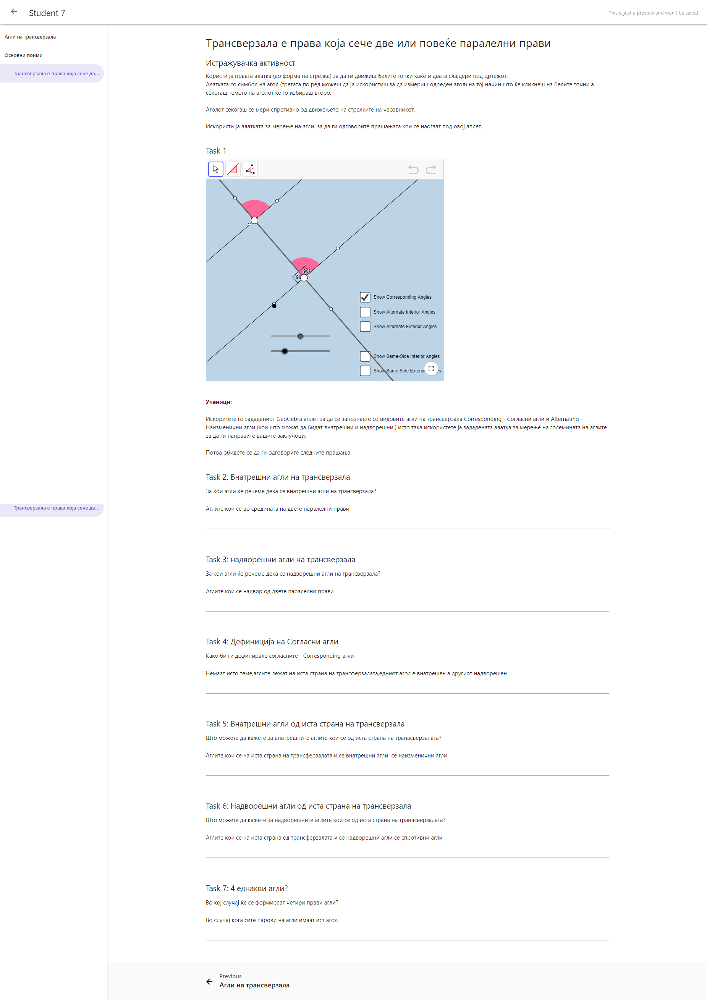 Student 7
This is just a preview and won't be saved.
Агли на трансверзала
Основни поими
Трансверзала е права која сече дв...
Трансверзала е права која сече две или повеќе паралелни прави
Истражувачка активност
Користи ја првата алатка (во форма на стрелка) за да ги движиш белите точки како и двата слајдери под цртежот.
Алатката со симбол на агол (третата по ред можеш да ја искористиш за да измериш одреден агол) на тој начин што ќе кликнеш на белите точни а
секогаш темето на аголот ќе го избираш второ.
Аголот секогаш се мери спротивно од движењето на стрелките на часовникот.
Искористи ја алатката за мерење на агли  за да ги одговорите прашањата кои се наоѓаат под овој аплет.
Task 1
90°
90
Show Corresponding Angles
Show Alternate Interior Angles
Show Alternate Exterior Angles
Show Same-Side Interior Angles
Show Same Side
Ученици:
Искоритете го зададениот GeoGebra аплет за да се запознаете со видовите агли на трансверзала Corresponding - Согласни агли и Alternating -
Наизменични агли (кои што можат да бидат внатрешни и надворешни ) исто така искористете ја зададената алатка за мерење на големината на аглите
за да ги направите вашите заклучоци.
Потоа обидете се да ги одговорите следните прашања
Task 2: Внатрешни агли на трансверзала
За кои агли ќе речеме дека се внатрешни агли на трансверзала?
Трансверзала е права која сече дв...
Аглите кои се во средината на двете паралелни прави
Task 3: надворешни агли на трансверзала
За кои агли ќе речеме дека се надворешни агли на трансверзала?
Аглите кои се надвор од двете паралелни прави
Task 4: Дефиниција на Согласни агли
Како би ги дефинирале согласните - Corresponding агли
Немаат исто теме,аглите лежат на иста страна на трансферзалата,едниот агол е внатрешен а другиот надворешен
Task 5: Внатрешни агли од иста страна на трансверзала
Што можете да кажете за внатрешните аглите кои се од иста страна на транасверзалата?
Аглите кои се на иста страна на трансферзалата и се внатрешни агли  се наизменични агли.
Task 6: Надворешни агли од иста страна на трансверзала
Што можете да кажете за надворешните аглите кои се од иста страна на транасверзалата?
Аглите кои се на иста страна од трансферзалата и се надворешни агли се спротивни агли
Task 7: 4 еднакви агли?
Во кој случај ќе се формираат четири прави агли?
Во случај кога сите парови на агли имаат ист агол.
Previous
Агли на трансверзала